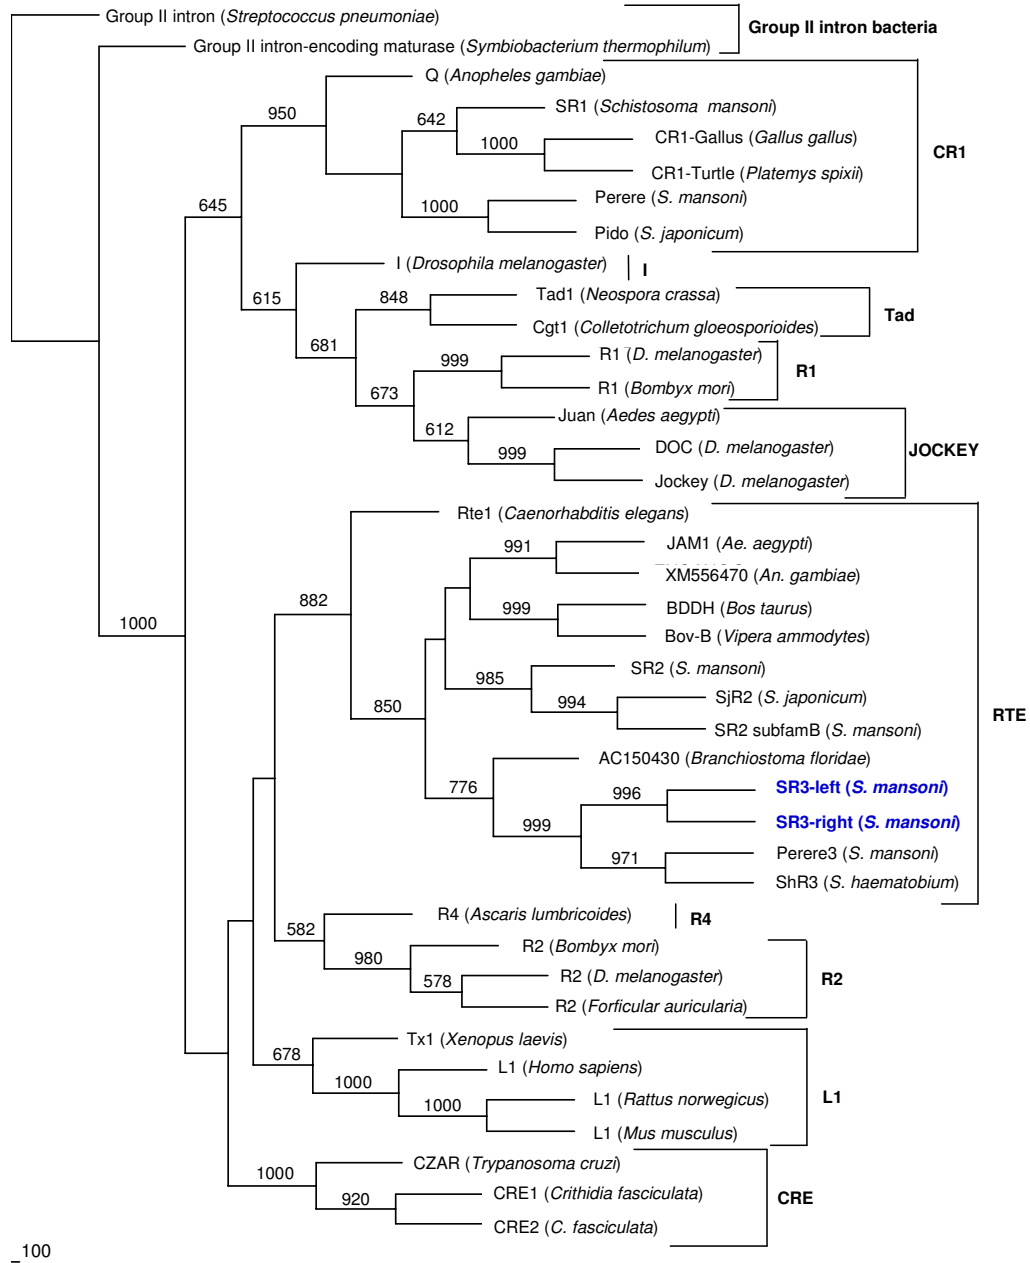 Group II intron (Streptococcus pneumoniae)
Group II intron bacteria
Group II intron-encoding maturase (Symbiobacterium thermophilum)
Q (Anopheles gambiae)
950
642
SR1 (Schistosoma mansoni)
1000
CR1-Gallus (Gallus gallus)
CR1
CR1-Turtle (Platemys spixii)
645
1000
Perere (S. mansoni)
Pido (S. japonicum)
I (Drosophila melanogaster)
I
615
848
Tad1 (Neospora crassa)
Tad
Cgt1 (Colletotrichum gloeosporioides)
681
999
R1 (D. melanogaster)
R1
673
R1 (Bombyx mori)
Juan (Aedes aegypti)
612
999
DOC (D. melanogaster)
JOCKEY
Jockey (D. melanogaster)
Rte1 (Caenorhabditis elegans)
991
JAM1 (Ae. aegypti)
XM556470 (An. gambiae)
882
999
BDDH (Bos taurus)
1000
Bov-B (Vipera ammodytes)
985
SR2 (S. mansoni)
994
SjR2 (S. japonicum)
850
SR2 subfamB (S. mansoni)
RTE
AC150430 (Branchiostoma floridae)
776
996
SR3-left (S. mansoni)
999
SR3-right (S. mansoni)
971
Perere3 (S. mansoni)
ShR3 (S. haematobium)
582
R4 (Ascaris lumbricoides)
R4
980
R2 (Bombyx mori)
578
R2 (D. melanogaster)
R2
R2 (Forficular auricularia)
Tx1 (Xenopus laevis)
678
1000
L1 (Homo sapiens)
1000
L1 (Rattus norwegicus)
L1
L1 (Mus musculus)
1000
CZAR (Trypanosoma cruzi)
920
CRE1 (Crithidia fasciculata)
CRE
CRE2 (C. fasciculata)
100